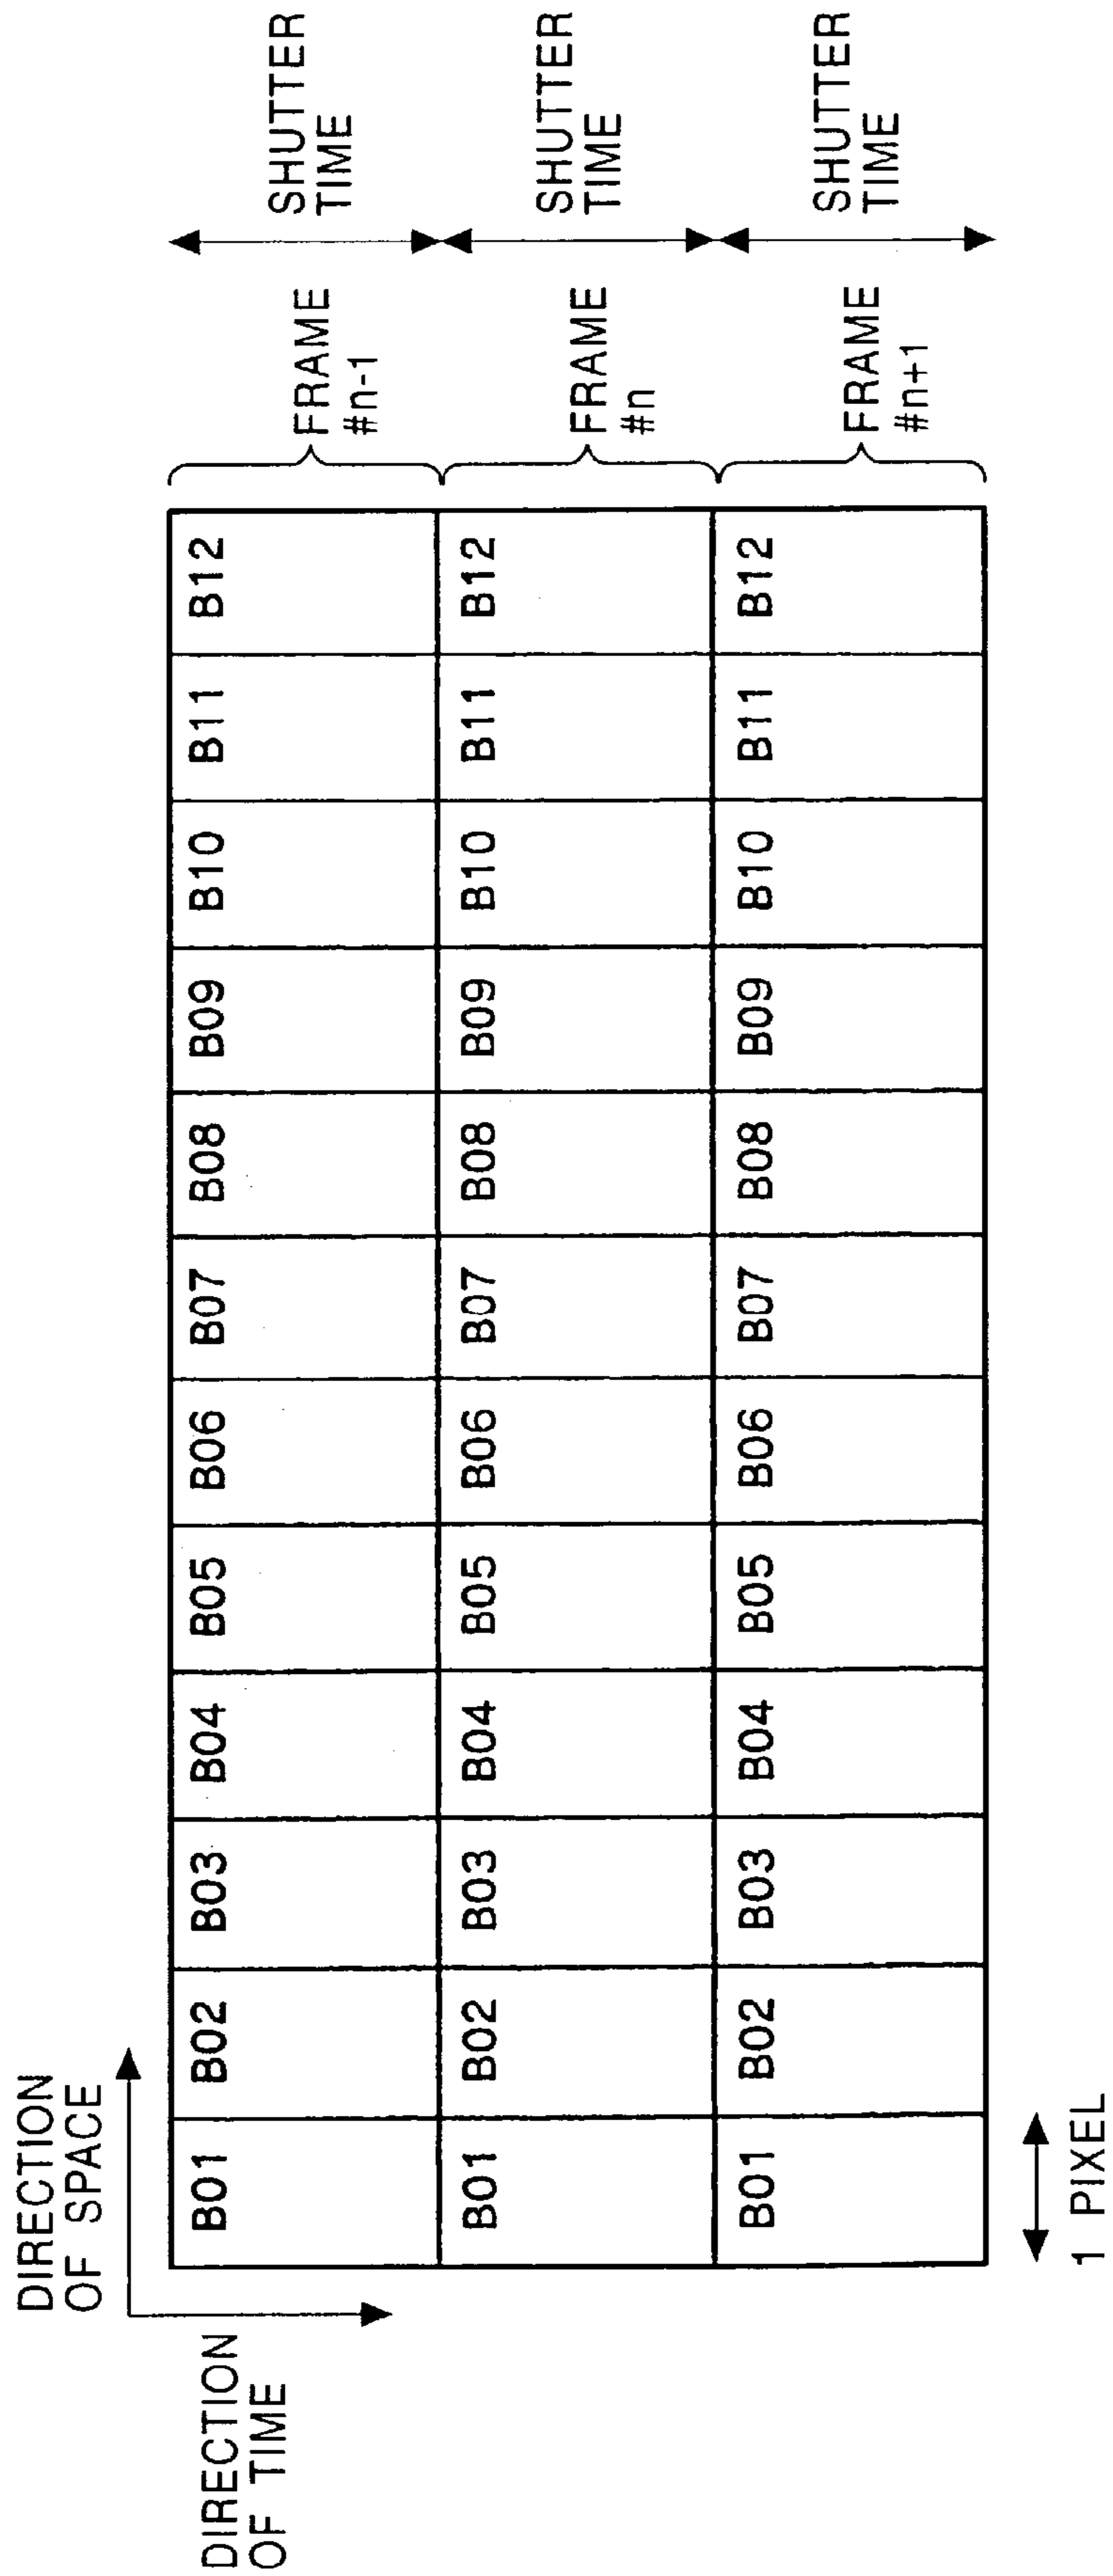 DIRECTION
OF SPACE
DIRECTION
OF TIME
B01 B02 B03 B04 B05 B06 B07 B08 B09 B10 B11 B12
FRAME
#n-1
SHUTTER
TIME
B01 B02 B03 B04 B05 B06 B07 B08 B09 B10 B11 B12
FRAME
#n
SHUTTER
TIME
B01 B02 B03 B04 B05 B06 B07 B08 B09 B10 B11 B12
FRAME
#n+1
SHUTTER
TIME
1 PIXEL